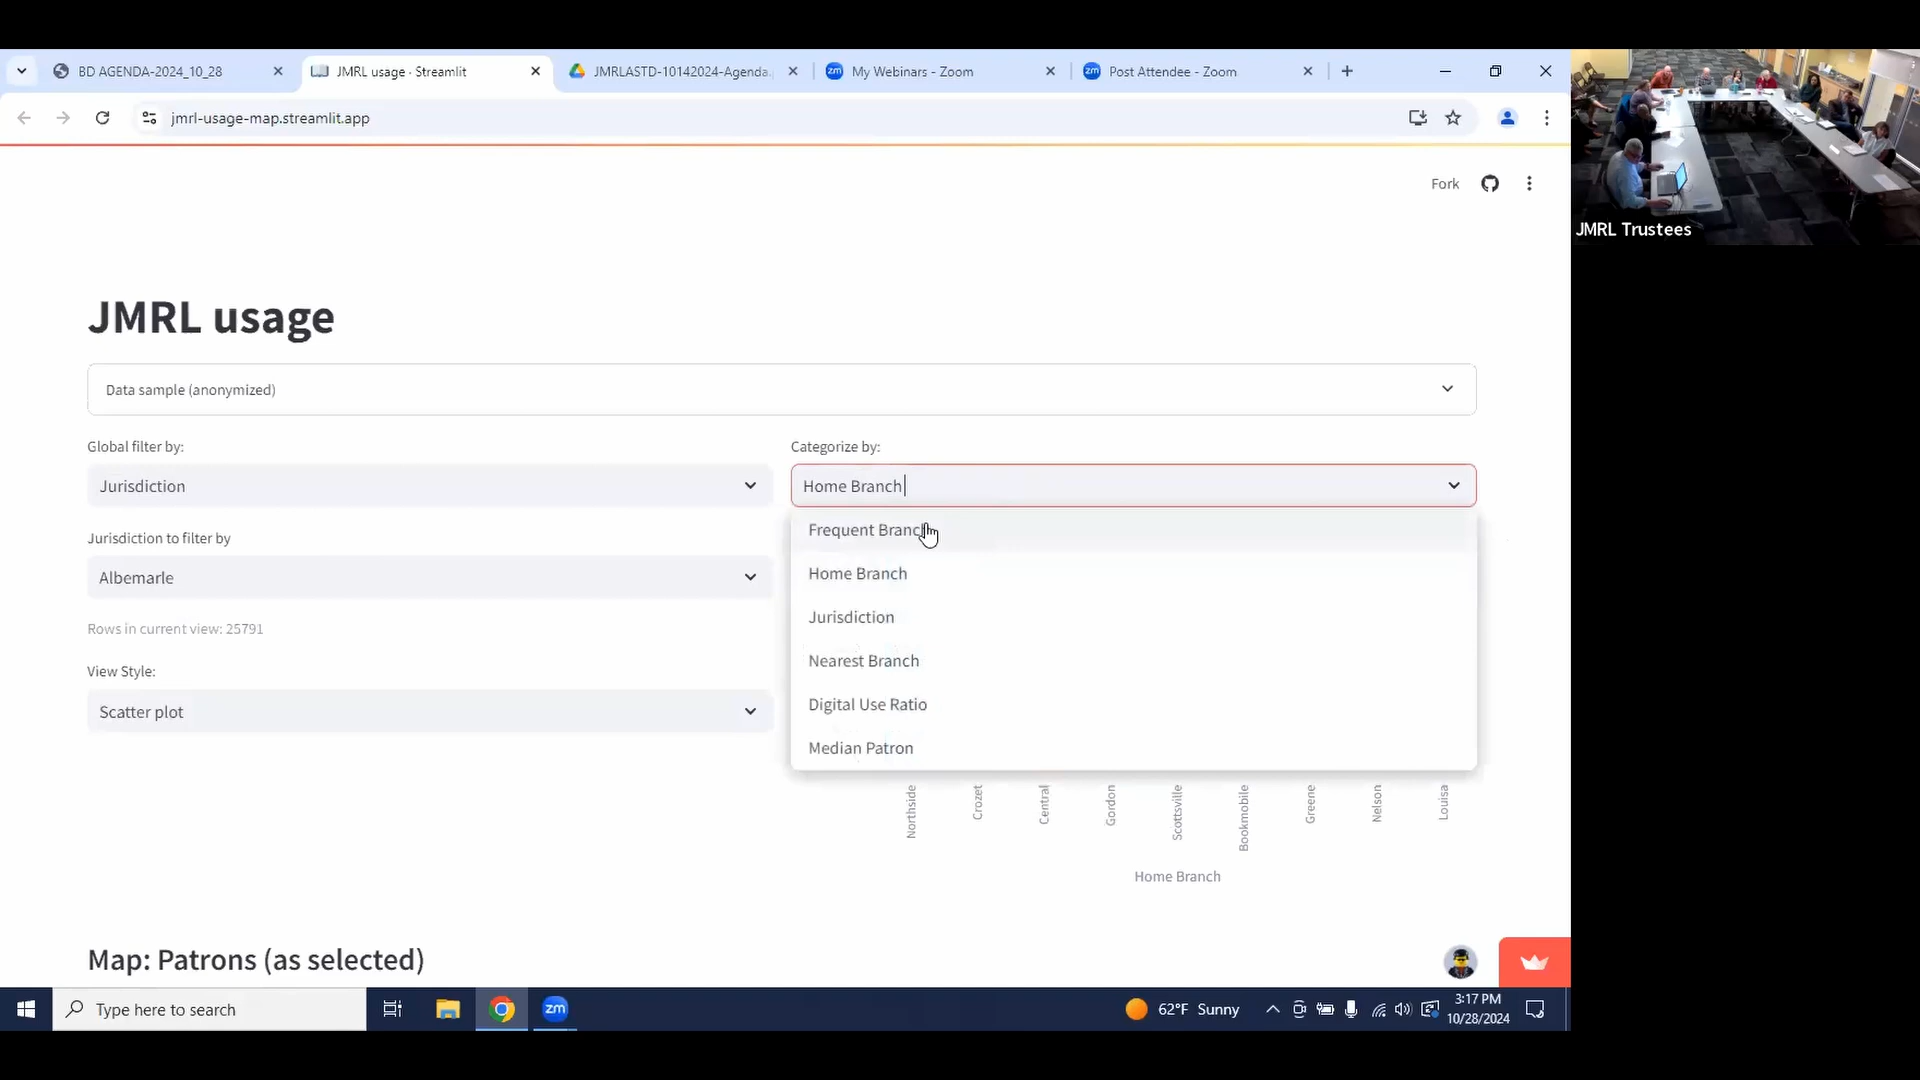 BD AGENDA-2024_10_28
JMRL usage · Streamlit
JMRLASTD-10142024-Agenda.
zm My Webinars - Zoom
zm Post Attendee - Zoom
jmrl-usage-map.streamlit.app
JMRL Trustees
Fork
JMRL usage
Data sample (anonymized)
Global filter by:
Categorize by:
Jurisdiction
Home Branch
Frequent Branch
Jurisdiction to filter by
Albemarle
Home Branch
Jurisdiction
Rows in current view: 25791
Nearest Branch
View Style:
Digital Use Ratio
Scatter plot
Median Patron
Northside
Crozet
Central
Gordon
Scottsville
Bookmobile
Greene
Nelson
Louisa
Home Branch
Map: Patrons (as selected)
Type here to search
zm
62°F Sunny
3:17 PM
10/28/2024